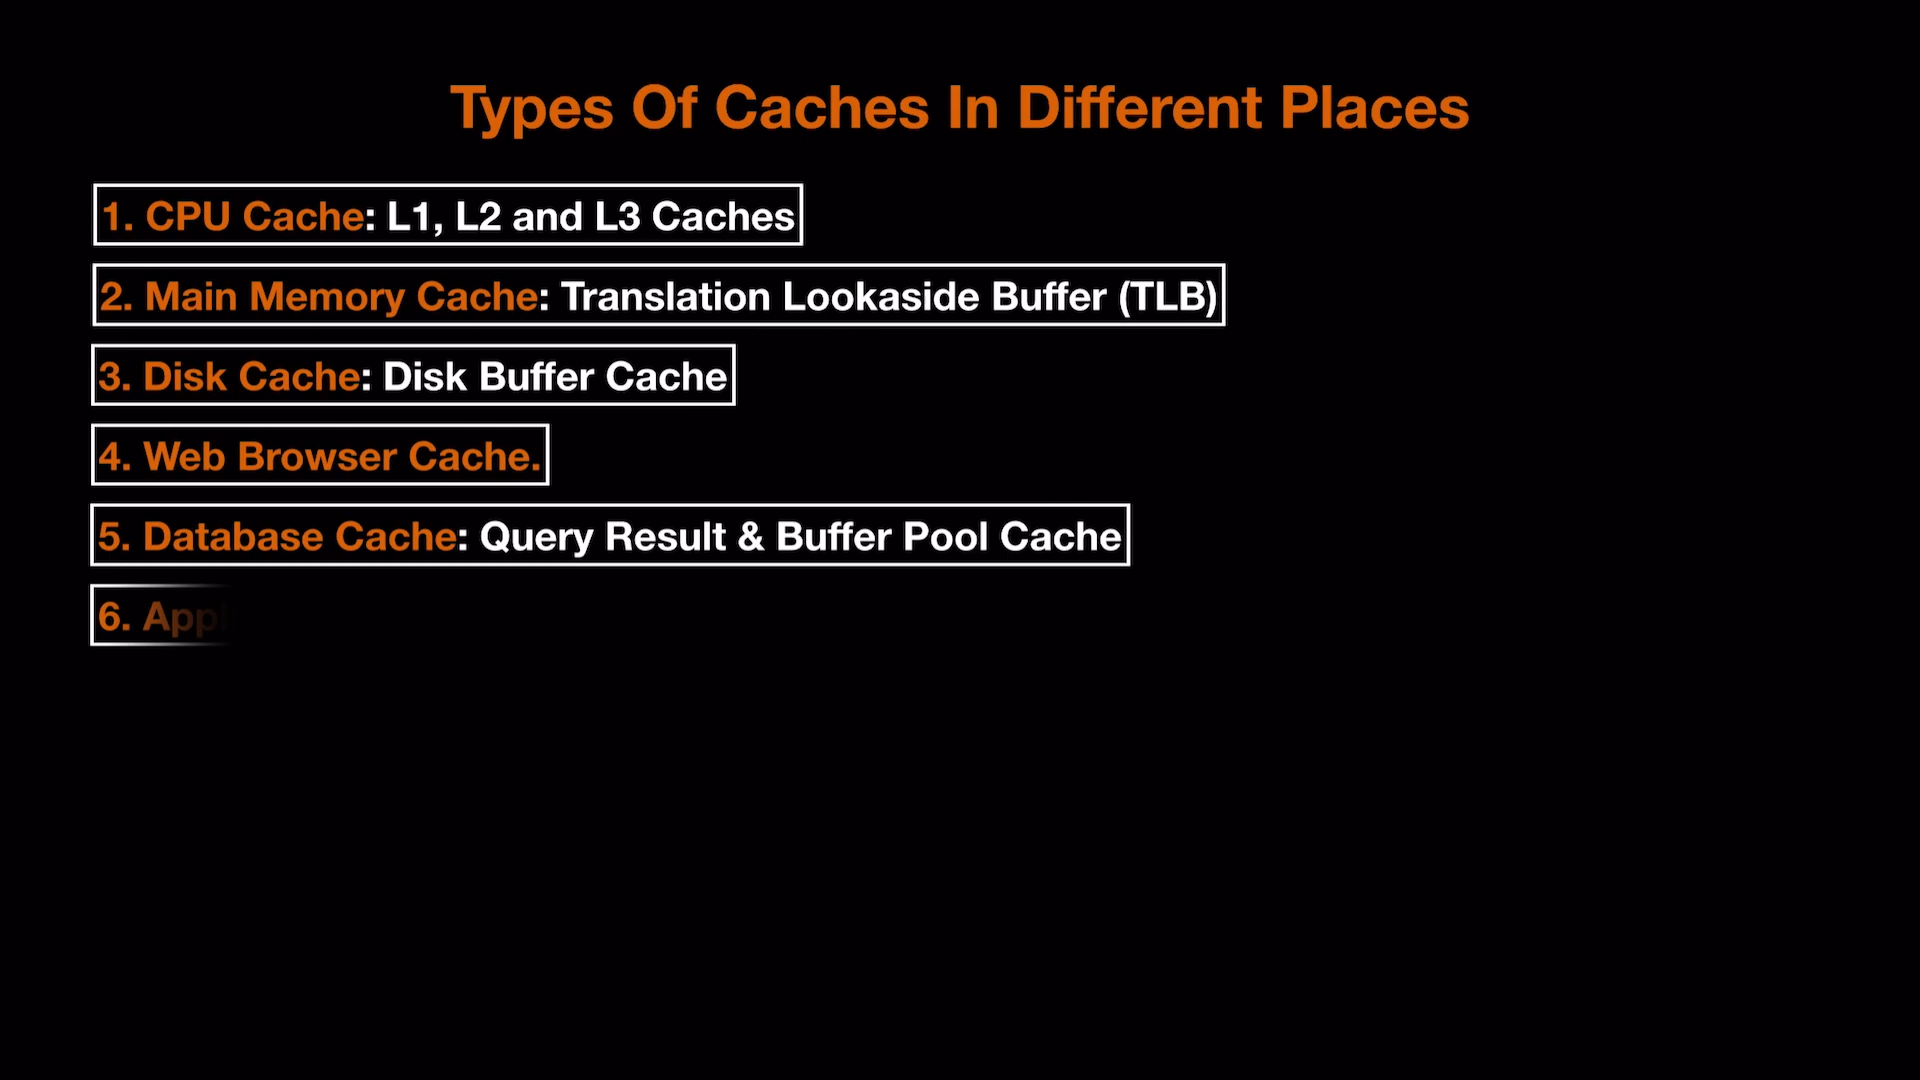 Types Of Caches In Different Places
1. CPU Cache: L1, L2 and L3 Caches
2. Main Memory Cache: Translation Lookaside Buffer (TLB)
3. Disk Cache: Disk Buffer Cache
4. Web Browser Cache.
5. Database Cache: Query Result & Buffer Pool Cache
6.